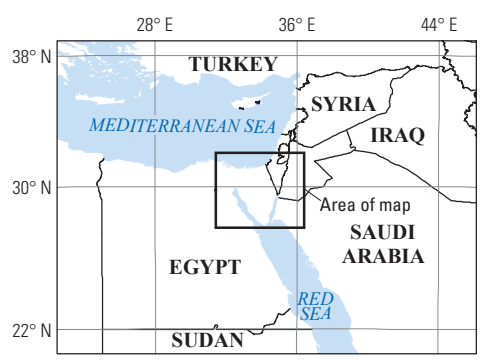 28° E
36° E
44° E
38° N
TURKEY
SYRIA
MEDITERRANEAN SEA
IRAQ
30° N
Area of map
SAUDI
ARABIA
EGYPT
RED
SEA
22° N
SUDAN